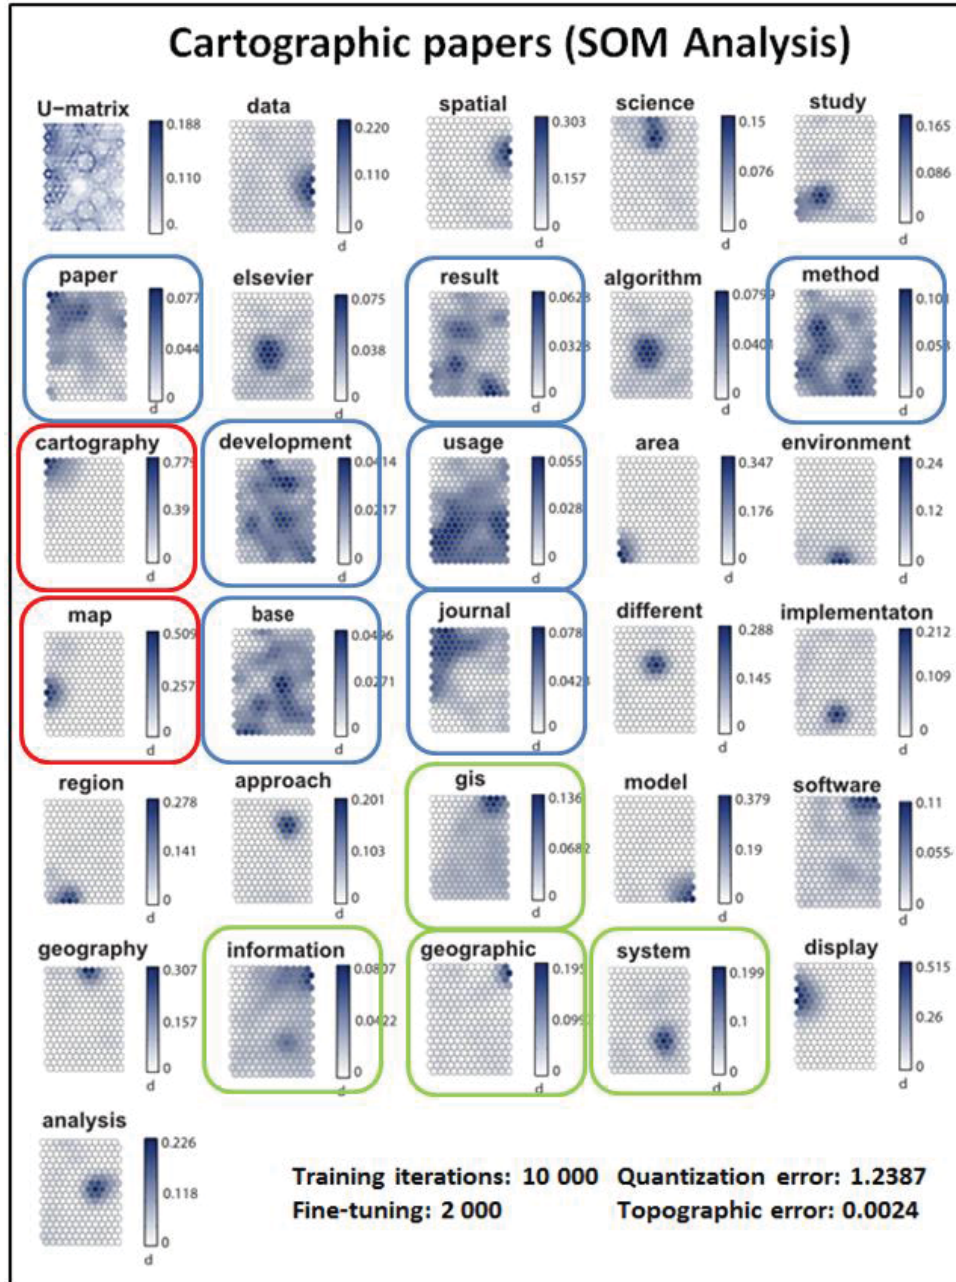 Cartographic papers (SOM Analysis)
U-matrix data spatial science study
0.188 0.220 0.303 0.15 0.165
0.110 0.110 0.157 0.076 0.086
0. 0 0 0 0
d d d d
paper elsevier result algorithm method
0.077 0.075 0.0628 0.0799
0.044 0.038 0.0328
0 0 0 0 0
d d d d d
cartography development usage area environment
0.779 0.0414 0.055 0.347 0.24
0.39 0.0217 0.028 0.176 0.12
0 0 0 0 0
d d d d d
map base journal different implementaton
0.509 0.0496 0.078 0.288 0.212
0.257 0.0271 0.145 0.109
0 0 0 0 0
d d d d d
region approach gis model software
0.278 0.201 0.136 0.379 0.11
0.141 0.103 0.0682 0.19 0.055
0 0 0 0 0
d d d d d
geography information geographic system display
0.307 0.0807 0.195 0.199 0.515
0.157 0.0422 0.1 0.26
0 0 0 0 0
d d d d d
analysis
0.226
0.118
0
d
Training iterations: 10 000 Quantization error: 1.2387
Fine-tuning: 2 000 Topographic error: 0.0024